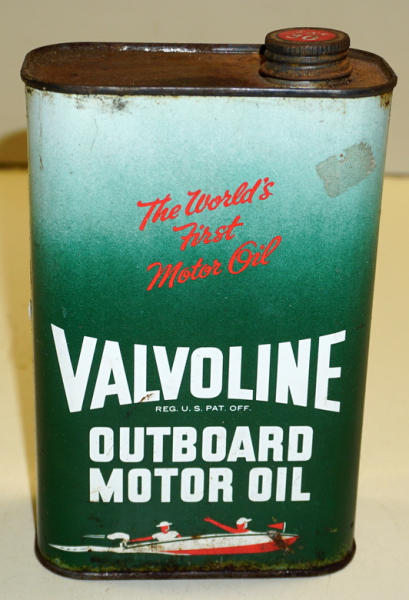 The World's
First
Motor Oil
VALVOLINE
REG. U.S. PAT. OFF.
OUTBOARD
MOTOR OIL